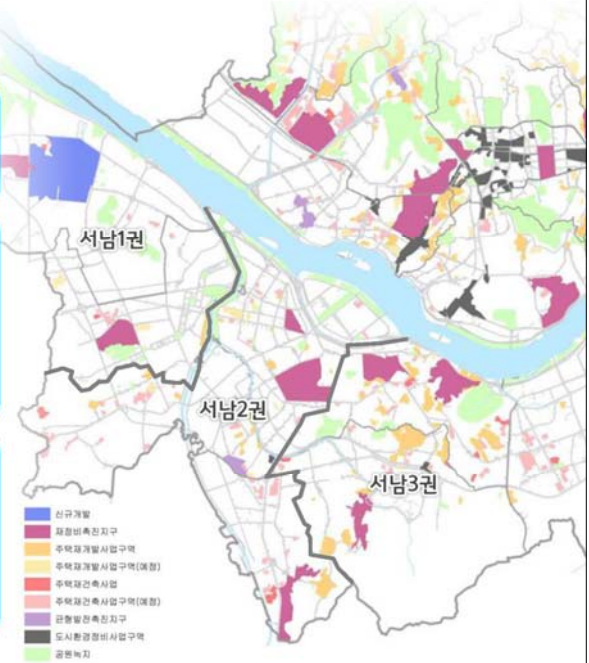 서남1권
서남2권
서남3권
신규개발
재정비촉진지구
주택재개발사업구역
주택재개발사업구역(예정)
주택재건축사업
주택재건축사업구역(예정)
균형발전촉진지구
도시환경정비사업구역
공원녹지